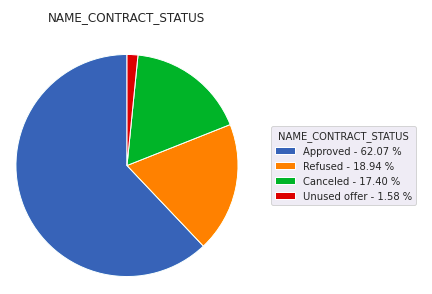 NAME_CONTRACT_STATUS
NAME_CONTRACT_STATUS
Approved - 62.07 %
Refused - 18.94 %
Canceled - 17.40 %
Unused offer - 1.58 %